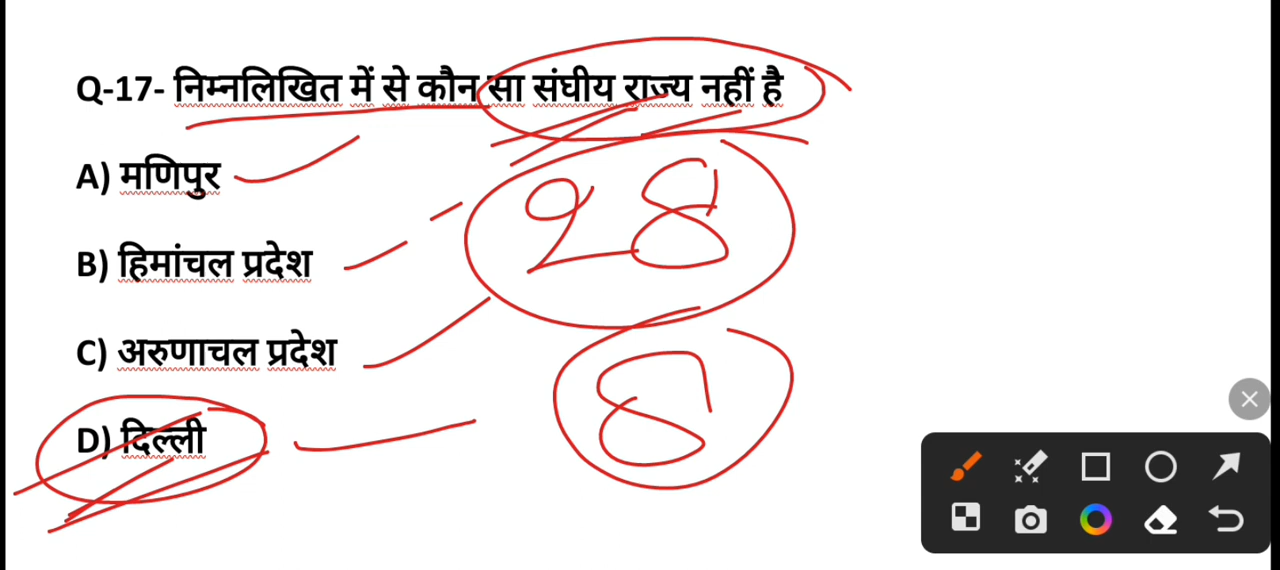 Q-17- निम्नलिखित में से कौन सा संघीय राज्य नहीं है
A) मणिपुर
28
B) हिमांचल प्रदेश
C) अरुणाचल प्रदेश
8
D) दिल्ली